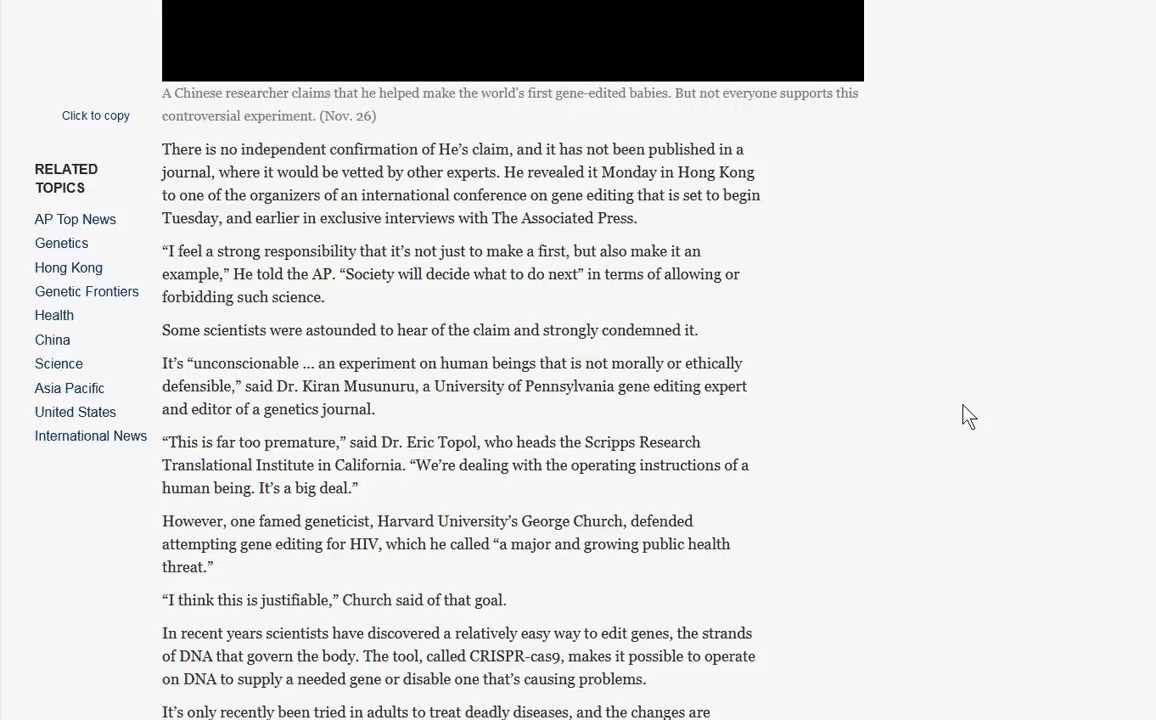 A Chinese researcher claims that he helped make the world's first gene-edited babies. But not everyone supports this
controversial experiment. (Nov. 26)
Click to copy
RELATED
TOPICS
AP Top News
Genetics
Hong Kong
Genetic Frontiers
Health
China
Science
Asia Pacific
United States
International News
There is no independent confirmation of He’s claim, and it has not been published in a
journal, where it would be vetted by other experts. He revealed it Monday in Hong Kong
to one of the organizers of an international conference on gene editing that is set to begin
Tuesday, and earlier in exclusive interviews with The Associated Press.
“I feel a strong responsibility that it’s not just to make a first, but also make it an
example,” He told the AP. “Society will decide what to do next” in terms of allowing or
forbidding such science.
Some scientists were astounded to hear of the claim and strongly condemned it.
It’s “unconscionable ... an experiment on human beings that is not morally or ethically
defensible,” said Dr. Kiran Musunuru, a University of Pennsylvania gene editing expert
and editor of a genetics journal.
“This is far too premature,” said Dr. Eric Topol, who heads the Scripps Research
Translational Institute in California. “We’re dealing with the operating instructions of a
human being. It’s a big deal.”
However, one famed geneticist, Harvard University’s George Church, defended
attempting gene editing for HIV, which he called “a major and growing public health
threat.”
“I think this is justifiable,” Church said of that goal.
In recent years scientists have discovered a relatively easy way to edit genes, the strands
of DNA that govern the body. The tool, called CRISPR-cas9, makes it possible to operate
on DNA to supply a needed gene or disable one that’s causing problems.
It’s only recently been tried in adults to treat deadly diseases, and the changes are